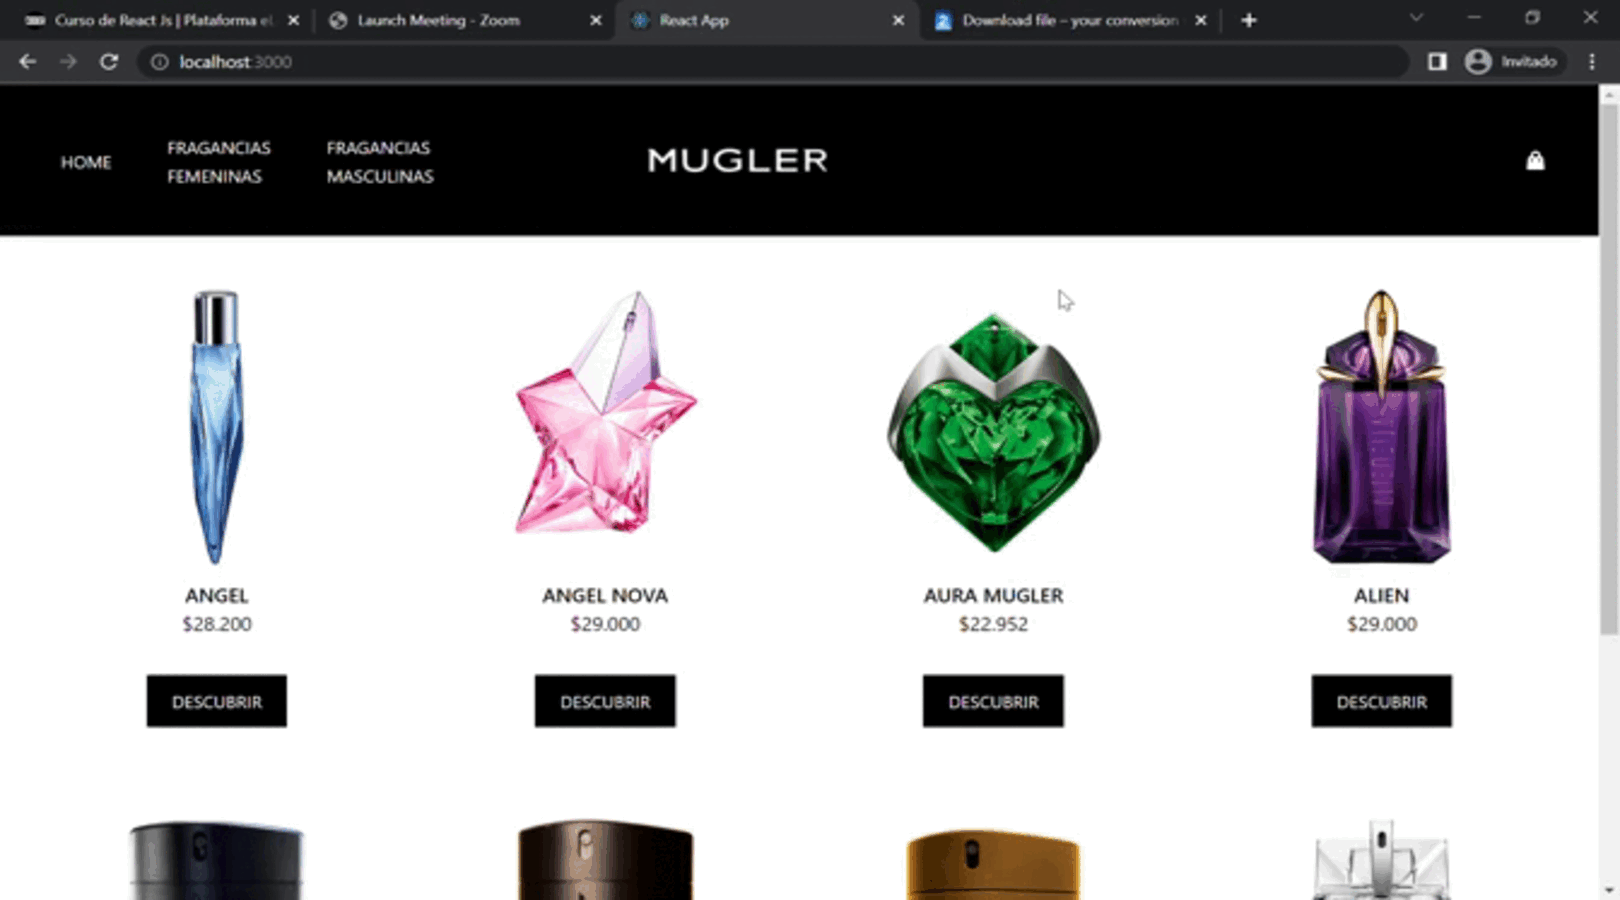 Curso de React Js | Plataforma el
Launch Meeting - Zoom
React App
Download file – your conversion
localhost:3000
Invitado
HOME
FRAGANCIAS
FEMENINAS
FRAGANCIAS
MASCULINAS
MUGLER
ANGEL
$28.200
DESCUBRIR
ANGEL NOVA
$29.000
DESCUBRIR
AURA MUGLER
$22.952
DESCUBRIR
ALIEN
$29.000
DESCUBRIR